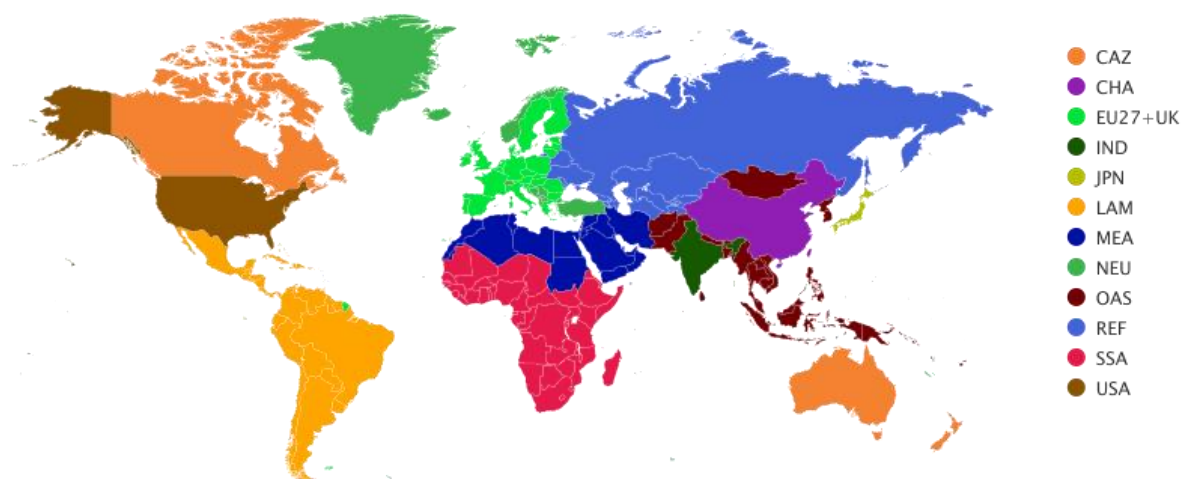 CAZ
CHA
EU27+UK
IND
JPN
LAM
MEA
NEU
OAS
REF
SSA
USA